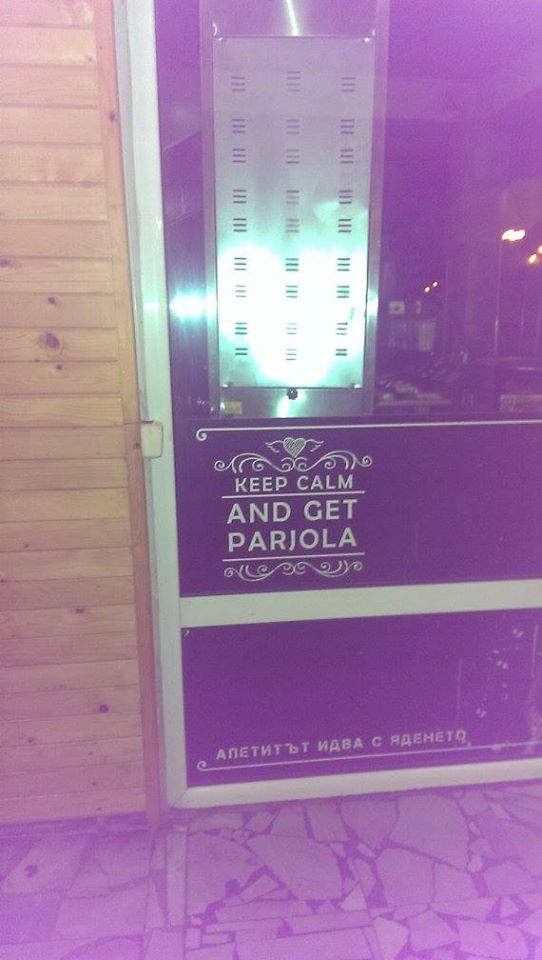 KEEP CALM
AND GET
PARJOLA
АПЕТИТЪТ ИДВА С ЯДЕНЕТО